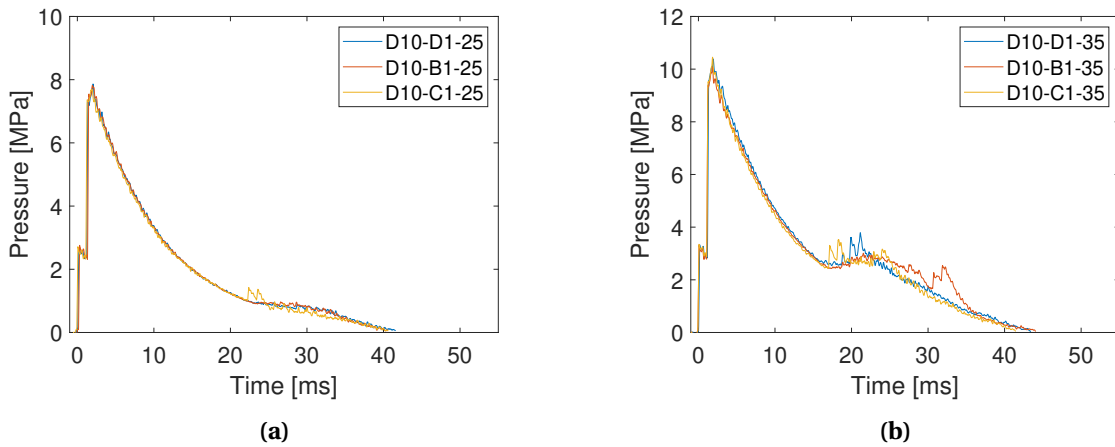 10
8
6
4
2
0
Pressure [MPa]
D10-D1-25
D10-B1-25
D10-C1-25
0 10 20 30 40 50
Time [ms]
(a)
12
10
8
6
4
2
0
Pressure [MPa]
D10-D1-35
D10-B1-35
D10-C1-35
0 10 20 30 40 50
Time [ms]
(b)